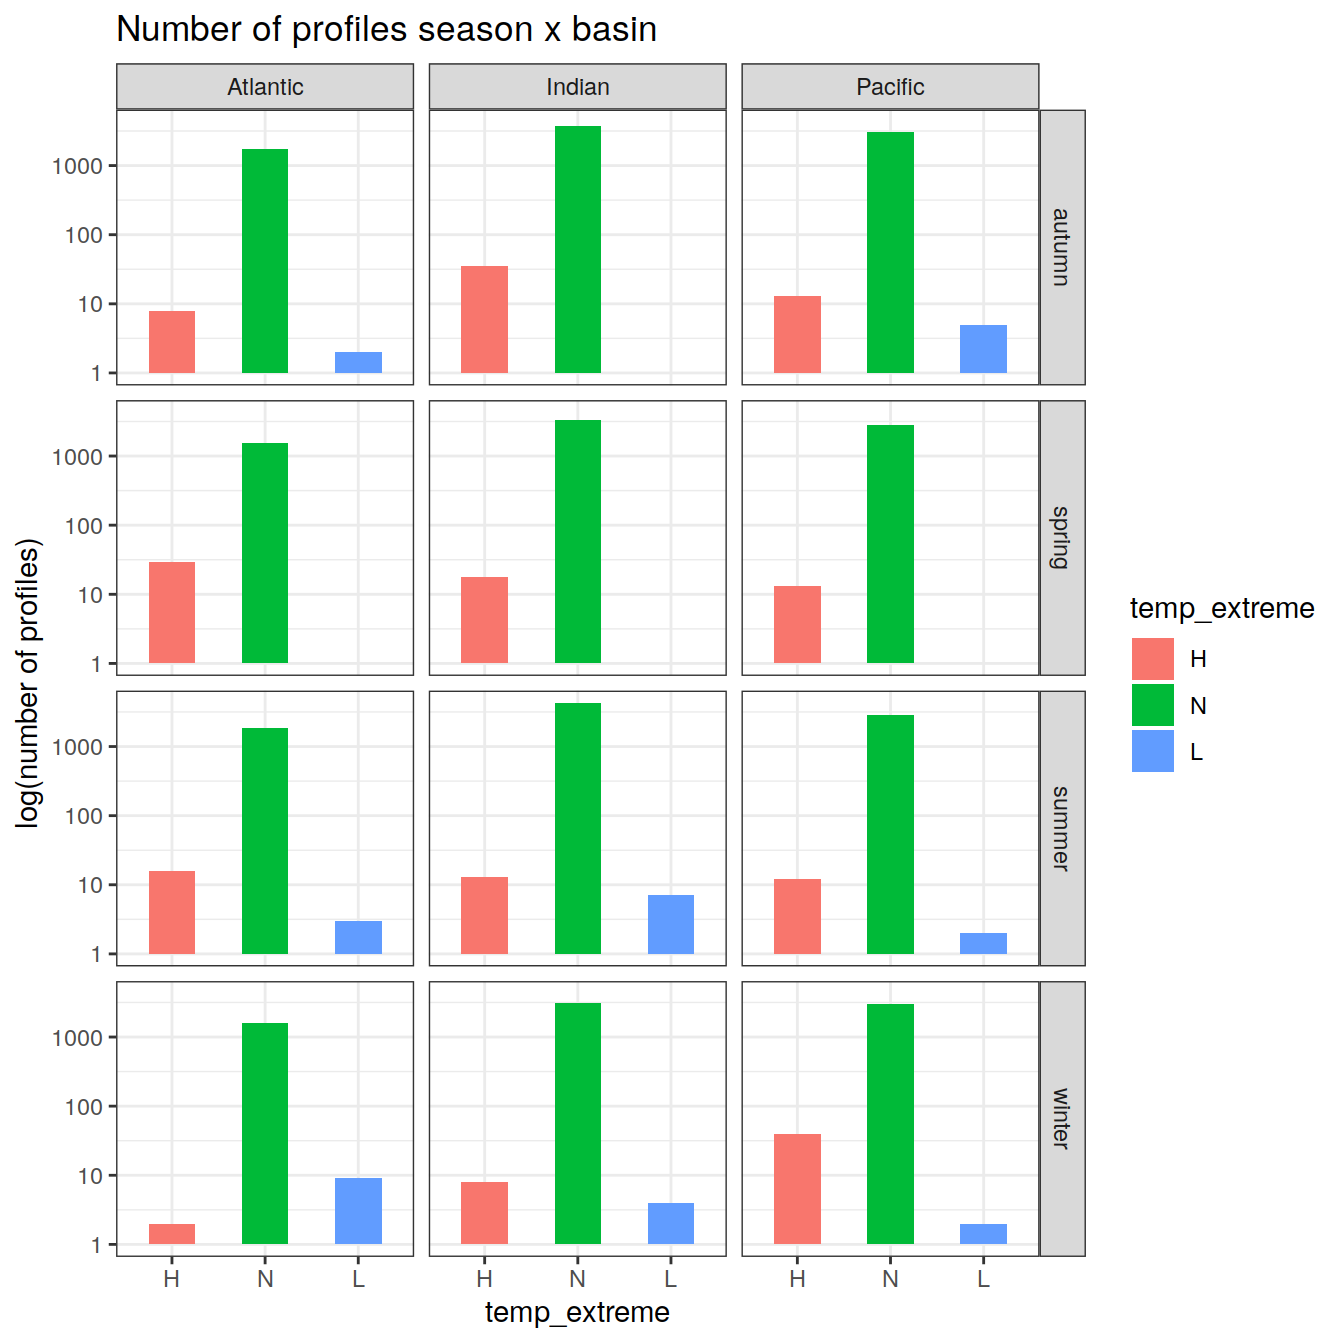 Number of profiles season x basin
Atlantic
Indian
Pacific
1000
100
10
1
autumn
1000
100
10
1
spring
1000
100
10
1
summer
1000
100
10
1
winter
log(number of profiles)
H
N
L
H
N
L
H
N
L
temp_extreme
temp_extreme
H
N
L